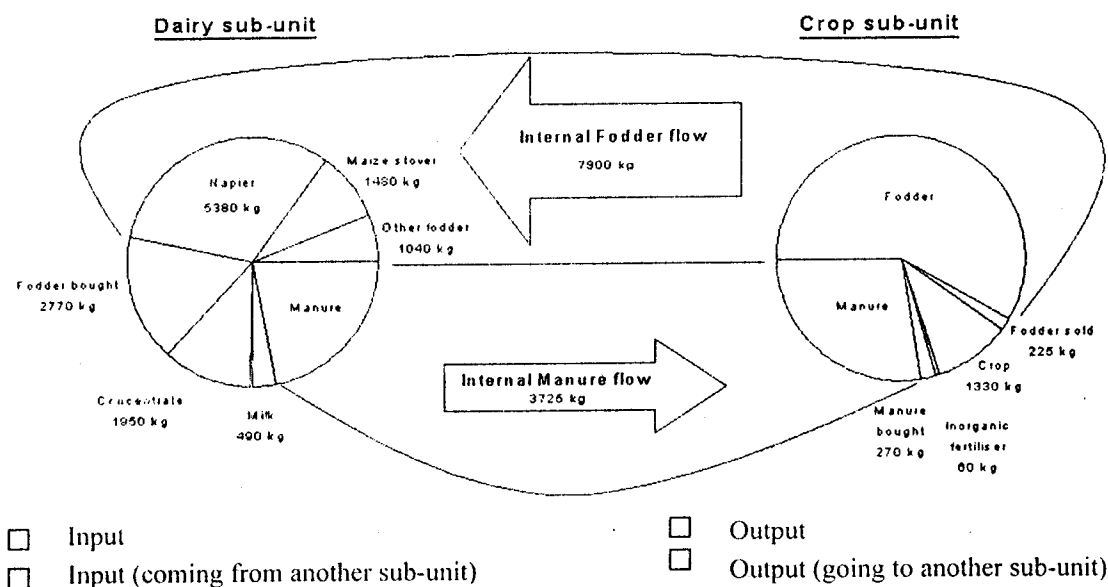 Dairy sub-unit
Crop sub-unit
Internal Fodder flow
7900 kg
Napier
5380 kg
Maize stover
1480 kg
Other fodder
1040 kg
Fodder bought
2770 kg
Manure
Concentrate
1950 kg
Milk
490 kg
Internal Manure flow
3725 kg
Fodder
Manure
Fodder sold
225 kg
Crop
1330 kg
Manure
bought
270 kg
Inorganic
fertiliser
60 kg
Input
Input (coming from another sub-unit)
Output
Output (going to another sub-unit)